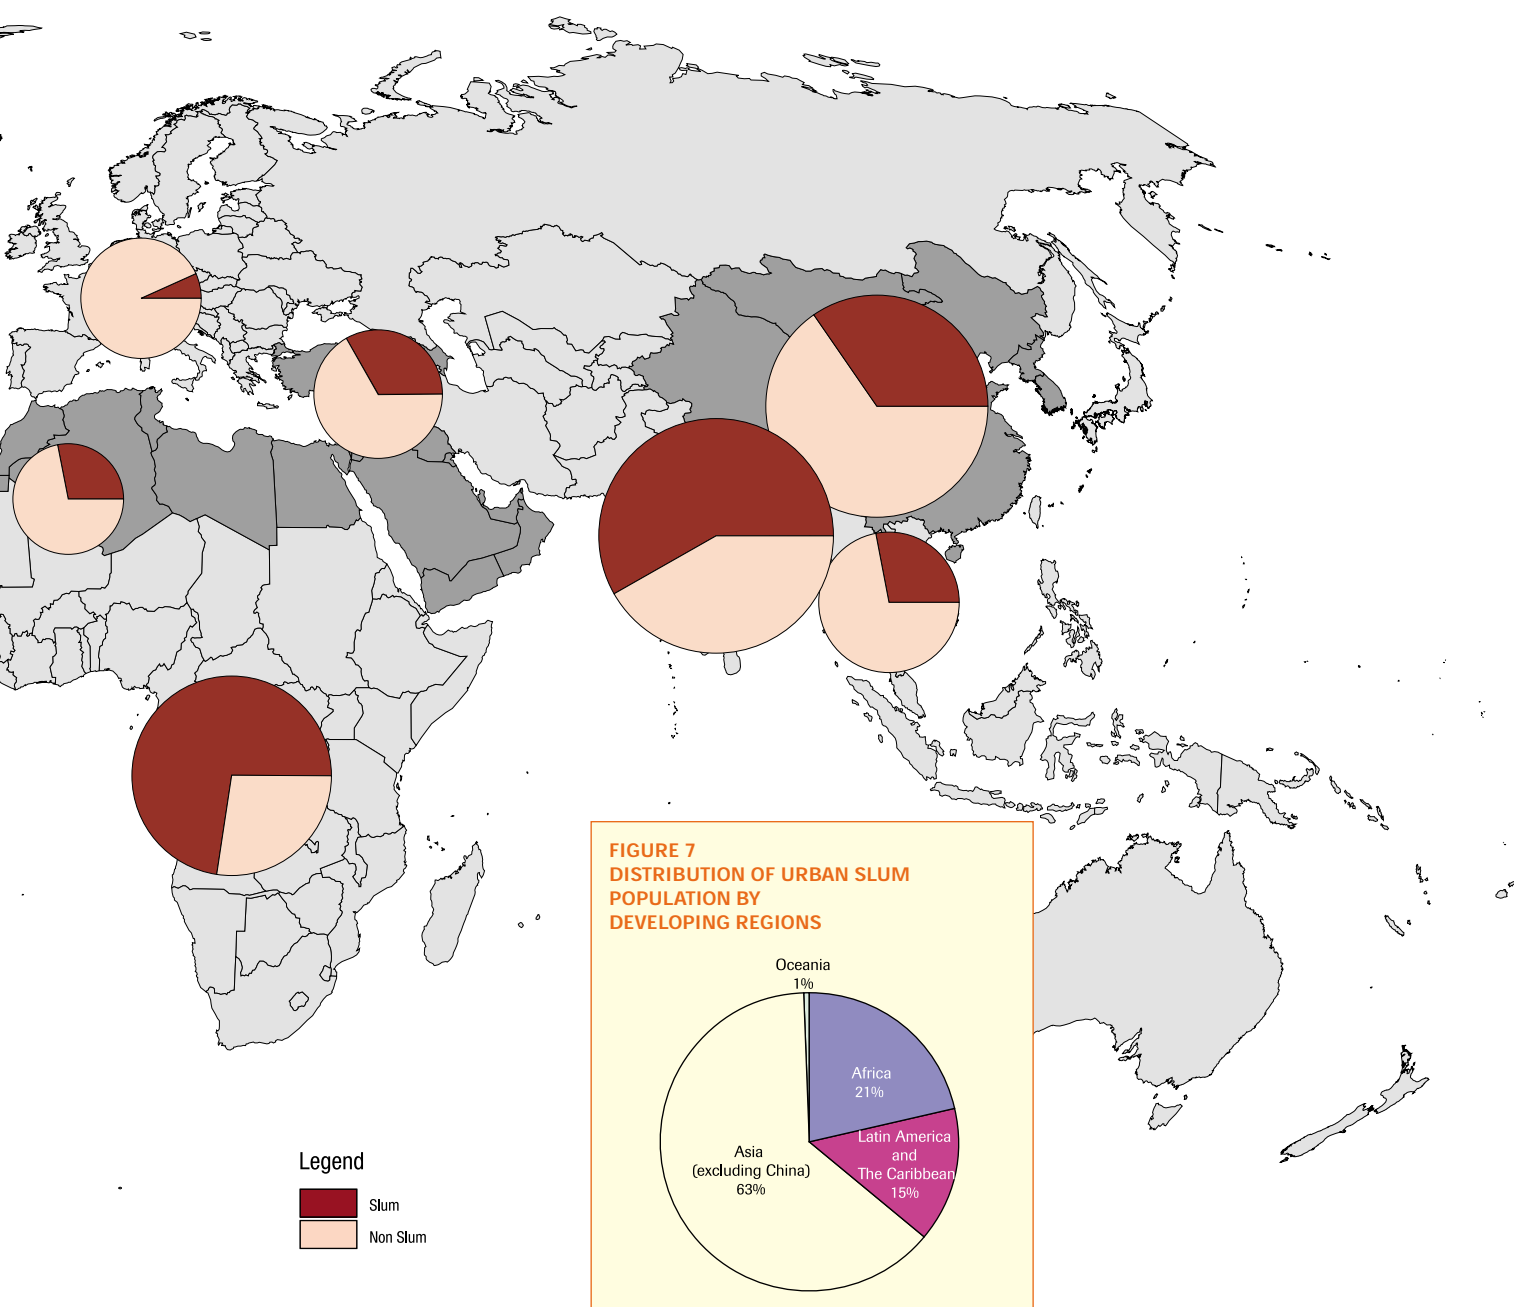 FIGURE 7
DISTRIBUTION OF URBAN SLUM
POPULATION BY
DEVELOPING REGIONS
Oceania
1%
Africa
21%
Latin America
and
The Caribbean
15%
Asia
(excluding China)
63%
Legend
Slum
Non Slum